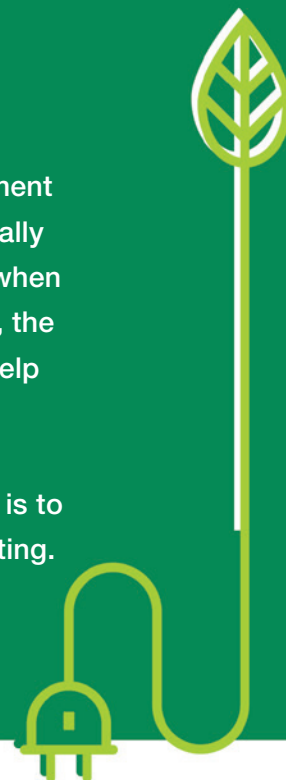 ment
ally
when
, the
elp
is to
ting.